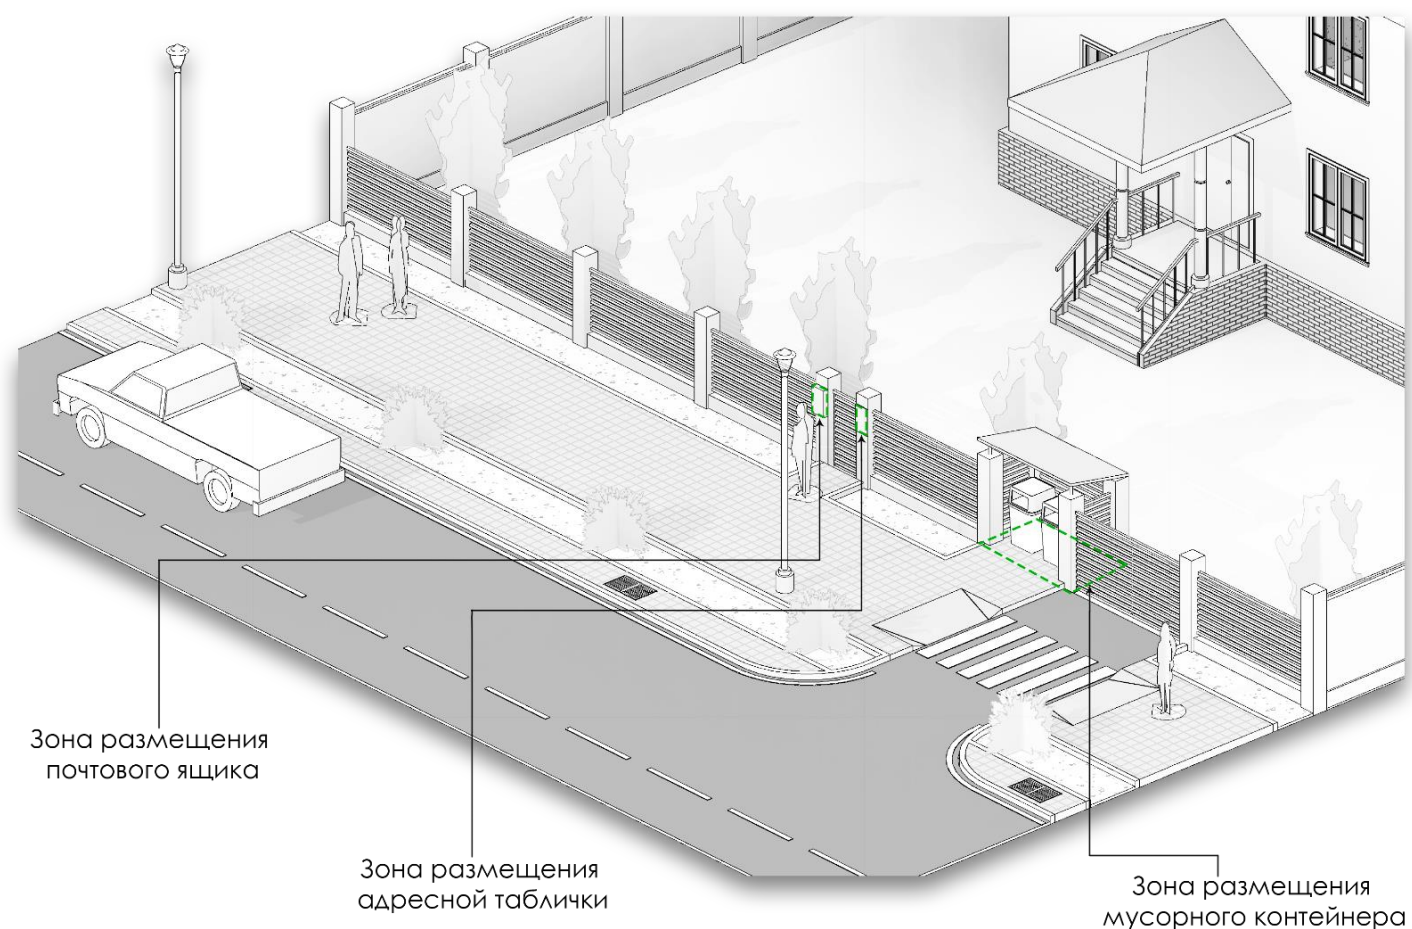 Зона размещения
почтового ящика
Зона размещения
адресной таблички
Зона размещения
мусорного контейнера